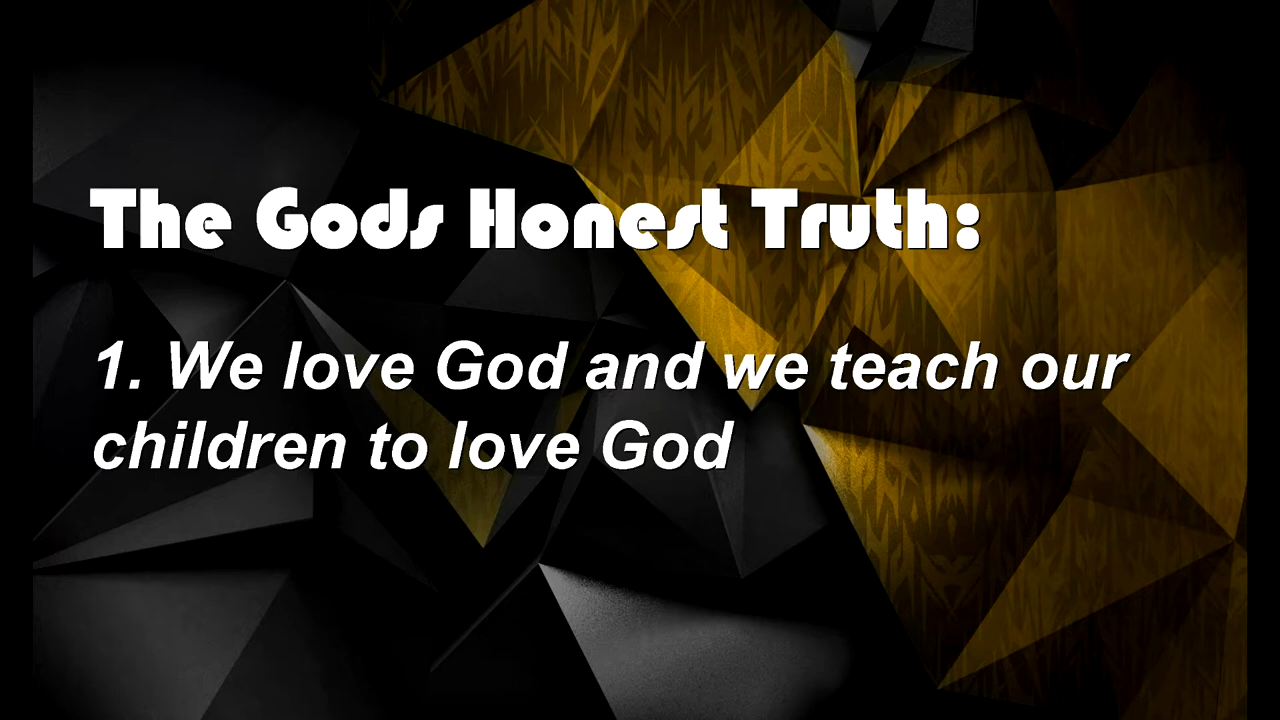 The Gods Honest Truth:
1. We love God and we teach our
children to love God